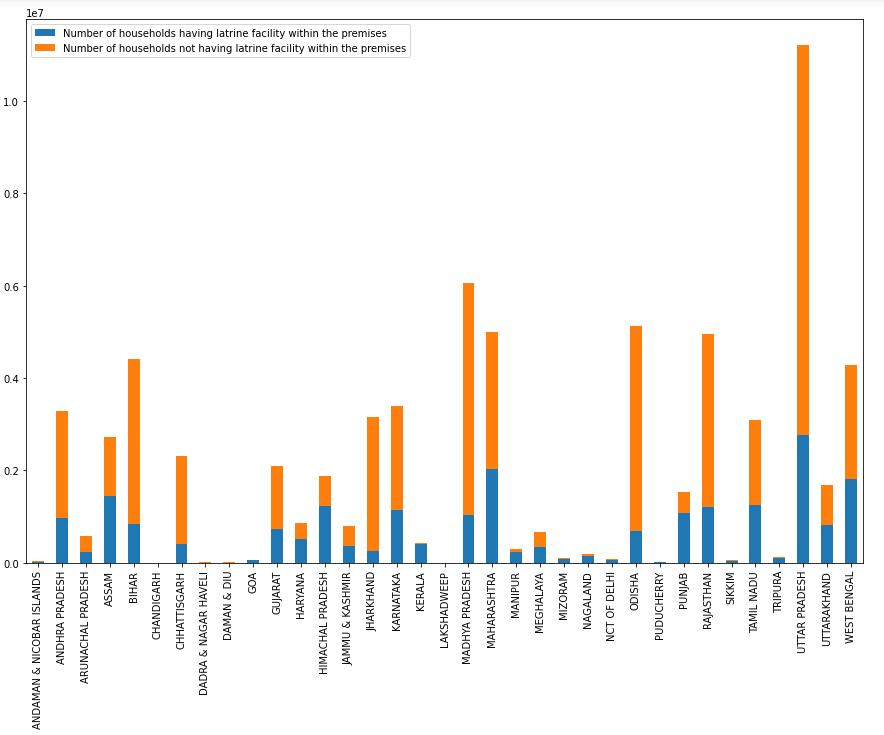 1e7
Number of households having latrine facility within the premises
Number of households not having latrine facility within the premises
1.0
0.8
0.6
0.4
0.2
0.0
ANDAMAN & NICOBAR ISLANDS
ANDHRA PRADESH
ARUNACHAL PRADESH
ASSAM
BIHAR
CHANDIGARH
CHHATTISGARH
DADRA & NAGAR HAVELI
DAMAN & DIU
GOA
GUJARAT
HARYANA
HIMACHAL PRADESH
JAMMU & KASHMIR
JHARKHAND
KARNATAKA
KERALA
LAKSHADWEEP
MADHYA PRADESH
MAHARASHTRA
MANIPUR
MEGHALAYA
MIZORAM
NAGALAND
NCT OF DELHI
ODISHA
PUDUCHERRY
PUNJAB
RAJASTHAN
SIKKIM
TAMIL NADU
TRIPURA
UTTAR PRADESH
UTTARAKHAND
WEST BENGAL